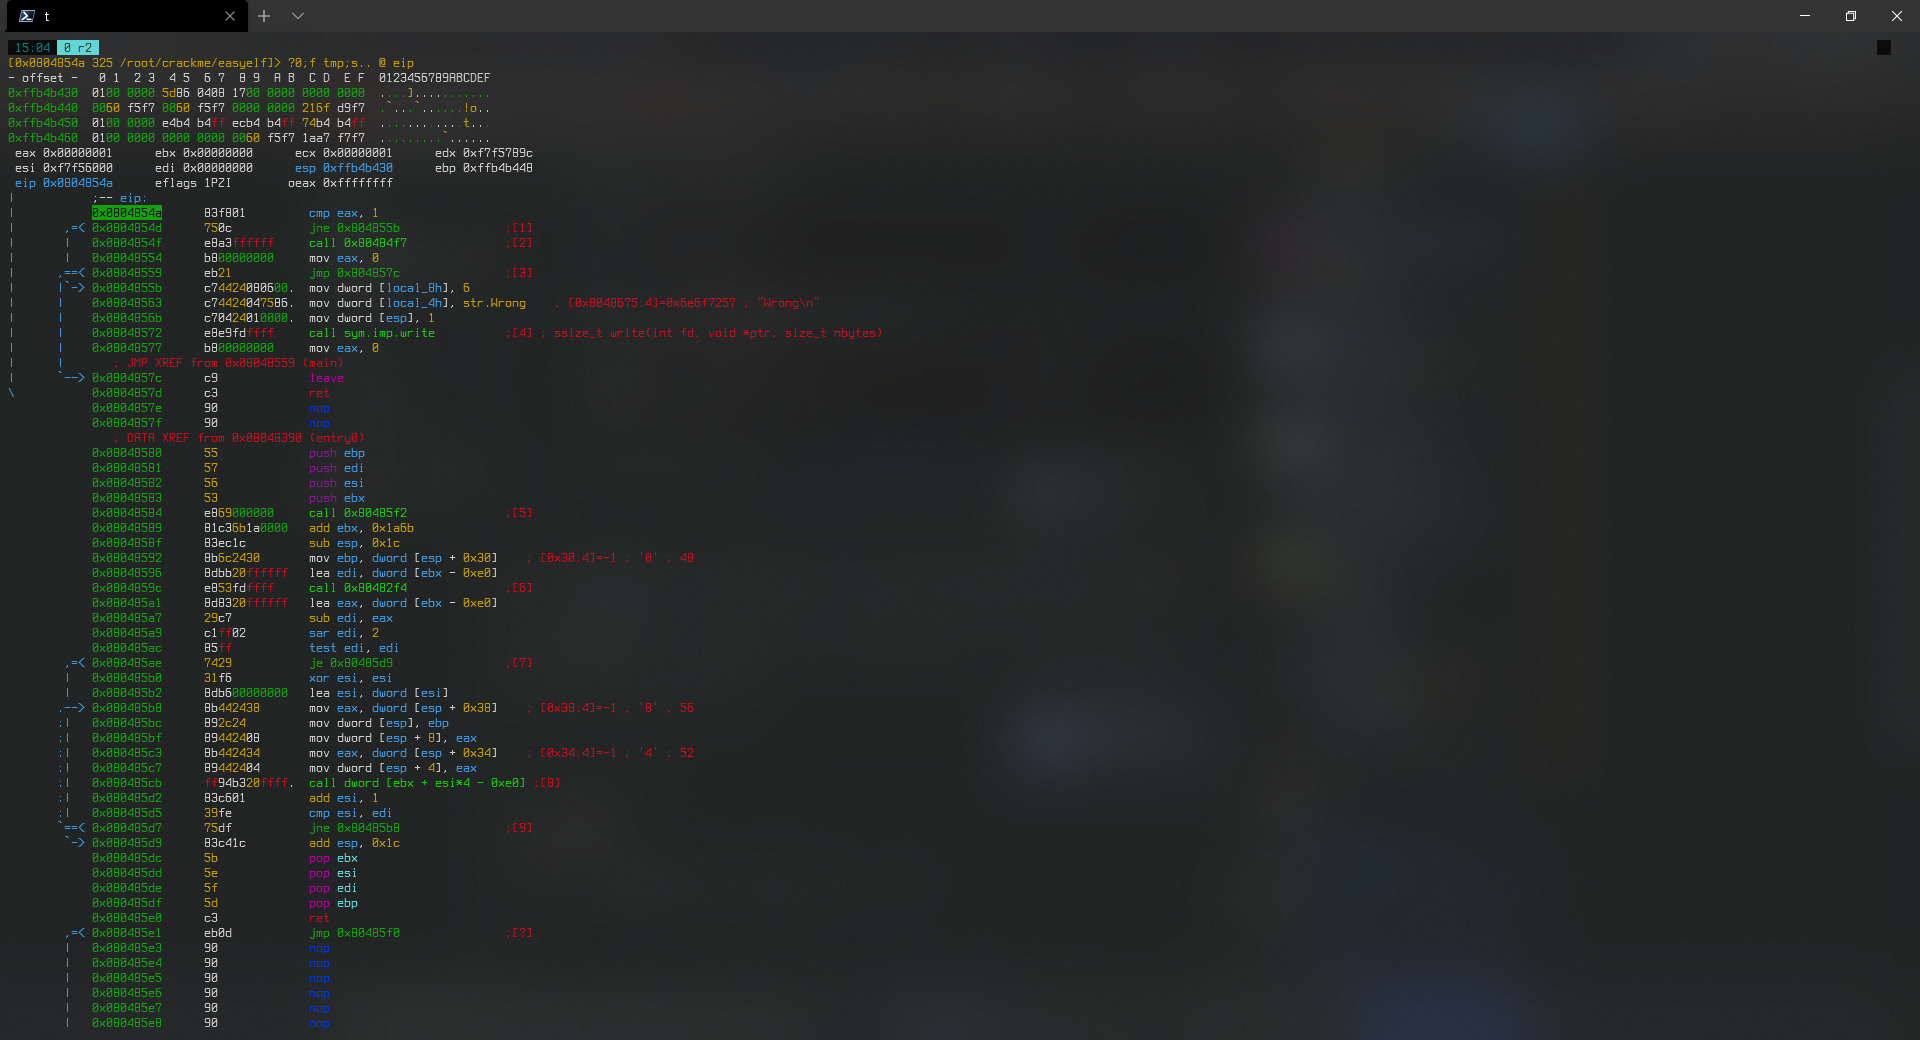 t
15:04 0 r2
[0x0804854a 325 /root/crackme/easyelf]> ?0;f tmp;s.. @ eip
- offset -   0 1  2 3  4 5  6 7  8 9  A B  C D  E F  0123456789ABCDEF
0xffb4b430  0100 0000 5d86 0408 1700 0000 0000 0000  ....]...........
0xffb4b440  0060 f5f7 0060 f5f7 0000 0000 216f d9f7  .`...`......!o..
0xffb4b450  0100 0000 e4b4 b4ff ecb4 b4ff 74b4 b4ff  ............t...
0xffb4b460  0100 0000 0000 0000 0060 f5f7 1aa7 f7f7  .........`......
eax 0x00000001      ebx 0x00000000      ecx 0x00000001      edx 0xf7f5789c
esi 0xf7f56000      edi 0x00000000      esp 0xffb4b430      ebp 0xffb4b448
eip 0x0804854a      eflags 1PZI        oeax 0xffffffff
|           ;-- eip:
|           0x0804854a      83f801         cmp eax, 1
|       ,=< 0x0804854d      750c           jne 0x804855b               ;[1]
|       |   0x0804854f      e8a3ffffff     call 0x80484f7              ;[2]
|       |   0x08048554      b800000000     mov eax, 0
|      ,==< 0x08048559      eb21           jmp 0x804857c               ;[3]
|      |`-> 0x0804855b      c74424080600.  mov dword [local_8h], 6
|      |    0x08048563      c74424047586.  mov dword [local_4h], str.Wrong    ; [0x8048675:4]=0x6e6f7257 ; "Wrong\n"
|      |    0x0804856b      c70424010000.  mov dword [esp], 1
|      |    0x08048572      e8e9fdffff     call sym.imp.write          ;[4] ; ssize_t write(int fd, void *ptr, size_t nbytes)
|      |    0x08048577      b800000000     mov eax, 0
|      |       ; JMP XREF from 0x08048559 (main)
|      `--> 0x0804857c      c9             leave
\           0x0804857d      c3             ret
0x0804857e      90             nop
0x0804857f      90             nop
; DATA XREF from 0x08048390 (entry0)
0x08048580      55             push ebp
0x08048581      57             push edi
0x08048582      56             push esi
0x08048583      53             push ebx
0x08048584      e869000000     call 0x80485f2              ;[5]
0x08048589      81c36b1a0000   add ebx, 0x1a6b
0x0804858f      83ec1c         sub esp, 0x1c
0x08048592      8b6c2430       mov ebp, dword [esp + 0x30]    ; [0x30:4]=-1 ; '0' ; 48
0x08048596      8dbb20ffffff   lea edi, dword [ebx - 0xe0]
0x0804859c      e853fdffff     call 0x80482f4              ;[6]
0x080485a1      8d8320ffffff   lea eax, dword [ebx - 0xe0]
0x080485a7      29c7           sub edi, eax
0x080485a9      c1ff02         sar edi, 2
0x080485ac      85ff           test edi, edi
,=< 0x080485ae      7429           je 0x80485d9                ;[7]
|   0x080485b0      31f6           xor esi, esi
|   0x080485b2      8db600000000   lea esi, dword [esi]
.--> 0x080485b8      8b442438       mov eax, dword [esp + 0x38]    ; [0x38:4]=-1 ; '8' ; 56
:|   0x080485bc      892c24         mov dword [esp], ebp
:|   0x080485bf      89442408       mov dword [esp + 8], eax
:|   0x080485c3      8b442434       mov eax, dword [esp + 0x34]    ; [0x34:4]=-1 ; '4' ; 52
:|   0x080485c7      89442404       mov dword [esp + 4], eax
:|   0x080485cb      ff94b320ffff.  call dword [ebx + esi*4 - 0xe0] ;[8]
:|   0x080485d2      83c601         add esi, 1
:|   0x080485d5      39fe           cmp esi, edi
`==< 0x080485d7      75df           jne 0x80485b8               ;[9]
`-> 0x080485d9      83c41c         add esp, 0x1c
0x080485dc      5b             pop ebx
0x080485dd      5e             pop esi
0x080485de      5f             pop edi
0x080485df      5d             pop ebp
0x080485e0      c3             ret
,=< 0x080485e1      eb0d           jmp 0x80485f0               ;[?]
|   0x080485e3      90             nop
|   0x080485e4      90             nop
|   0x080485e5      90             nop
|   0x080485e6      90             nop
|   0x080485e7      90             nop
|   0x080485e8      90             nop